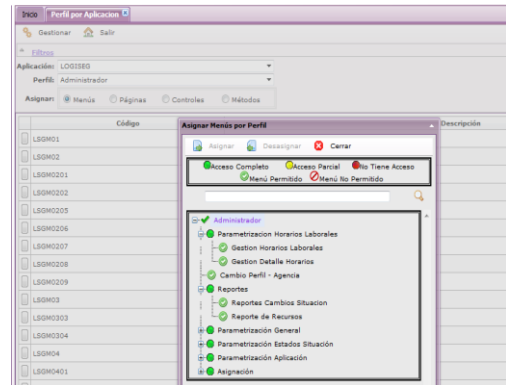 Inicio Perfil por Aplicacion
Gestionar Salir
Filtros
Aplicación: LOGISEG
Perfil: Administrador
Asignar: Menús Páginas Controles Métodos
Código Descripción
LSGM01
LSGM02
LSGM0201
LSGM0202
LSGM0205
LSGM0206
LSGM0207
LSGM0208
LSGM0209
LSGM03
LSGM0303
LSGM0304
LSGM04
LSGM0401
Asignar Menús por Perfil
Asignar Desasignar Cerrar
Acceso Completo Acceso Parcial No Tiene Acceso
Menú Permitido Menú No Permitido
Administrador
Parametrizacion Horarios Laborales
Gestion Horarios Laborales
Gestion Detalle Horarios
Cambio Perfil - Agencia
Reportes
Reportes Cambios Situacion
Reporte de Recursos
Parametrización General
Parametrización Estados Situación
Parametrización Aplicación
Asignación